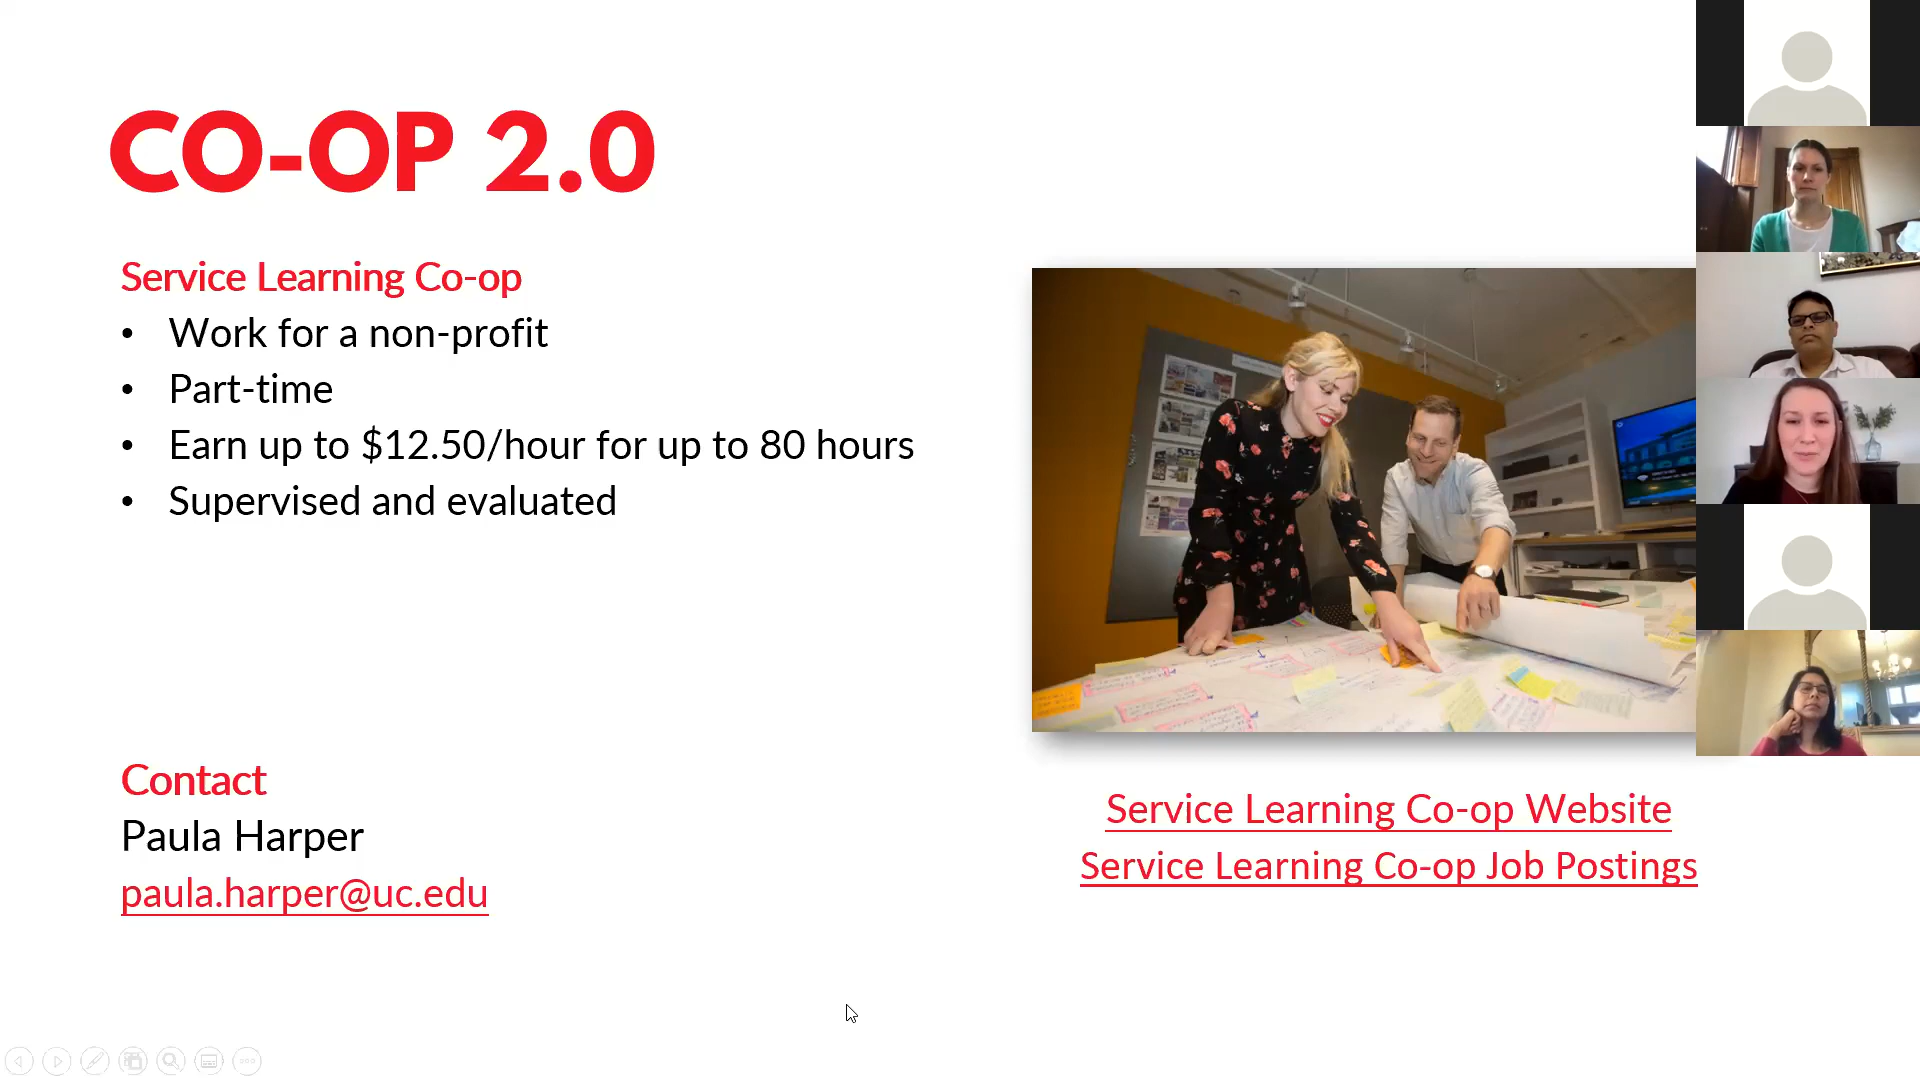 CO-OP 2.0
Service Learning Co-op
• Work for a non-profit
• Part-time
• Earn up to $12.50/hour for up to 80 hours
• Supervised and evaluated
Contact
Paula Harper
paula.harper@uc.edu
Service Learning Co-op Website
Service Learning Co-op Job Postings